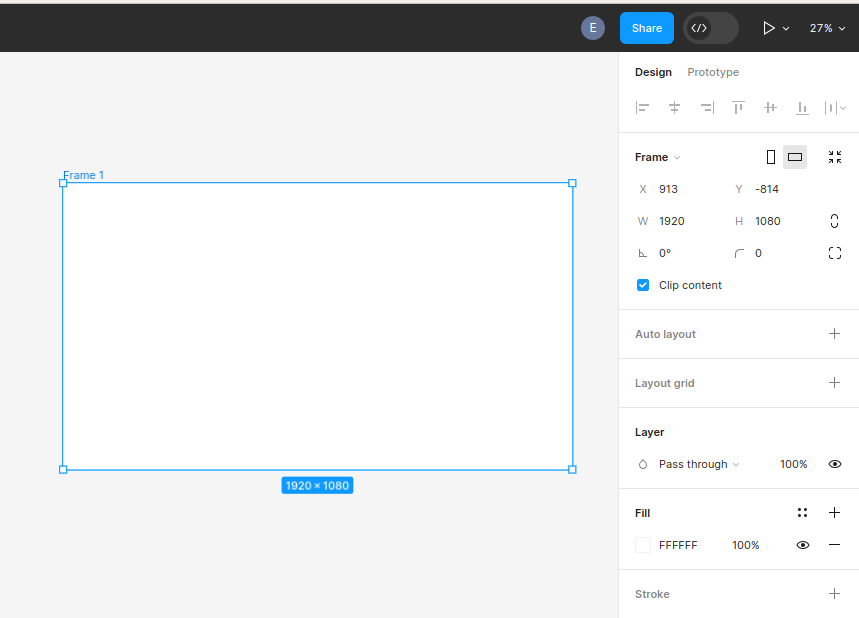 E Share </> 27%
Design Prototype
Frame
X 913 Y -814
W 1920 H 1080
0° 0
Clip content
Auto layout
Layout grid
Layer
Pass through 100%
Fill
FFFFFF 100%
Stroke
Frame 1
1920 × 1080